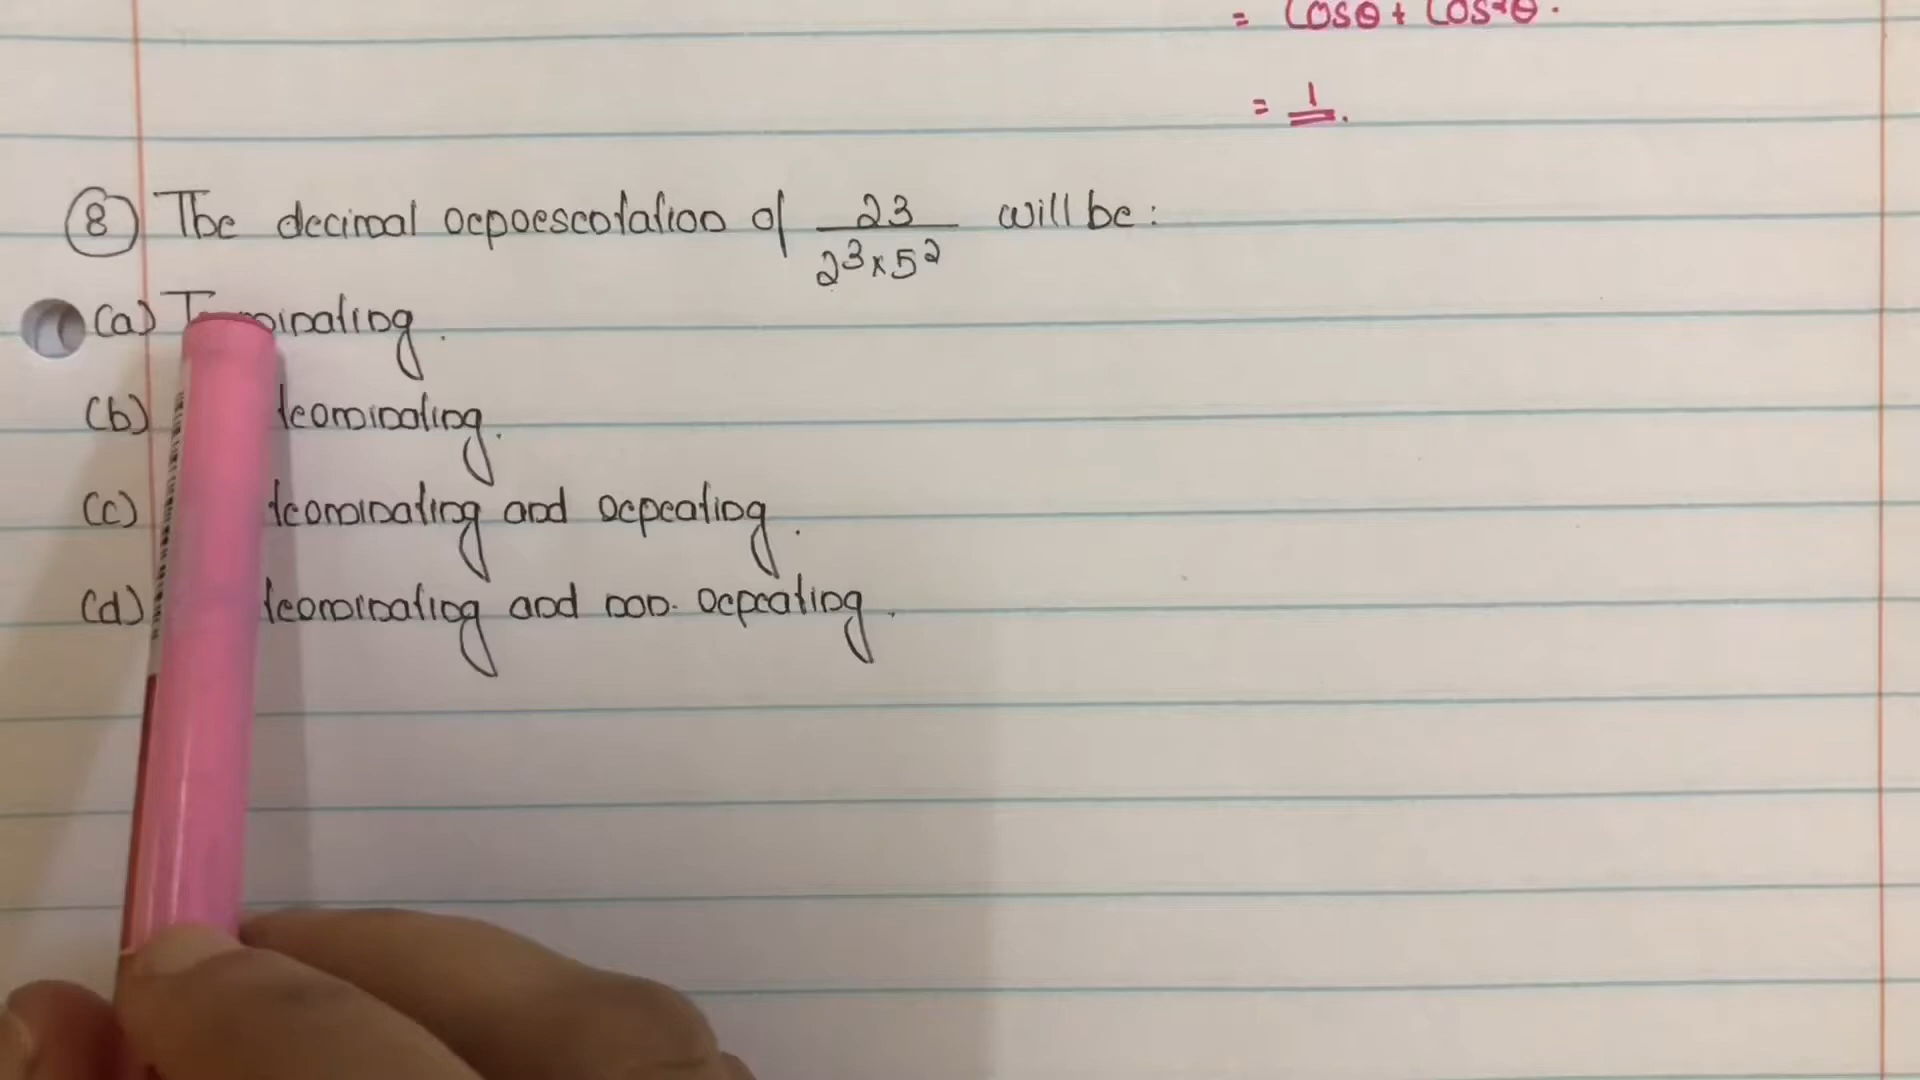 = Cosθ + Cos²θ.
= 1.
⑧ The decimal representation of 23 / 2³×5² will be:
(a) Terminating.
(b) terminating.
(c) terminating and repeating.
(d) terminating and non-repeating.